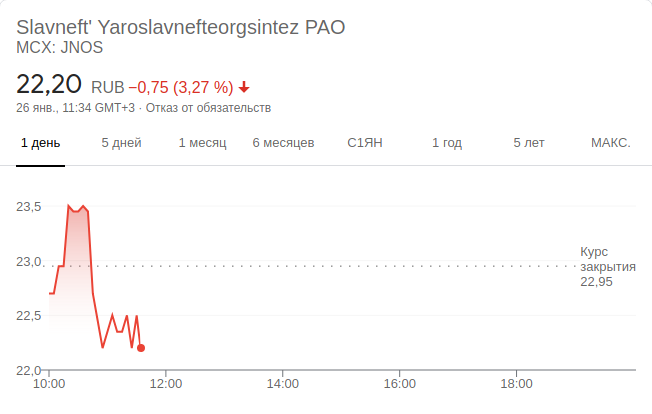 Slavneft' Yaroslavnefteorgsintez PAO
MCX: JNOS
22,20 RUB −0,75 (3,27 %)
26 янв., 11:34 GMT+3 · Отказ от обязательств
1 день 5 дней 1 месяц 6 месяцев С1ЯН 1 год 5 лет МАКС.
23,5
23,0
Курс
закрытия
22,95
22,5
22,0
10:00 12:00 14:00 16:00 18:00